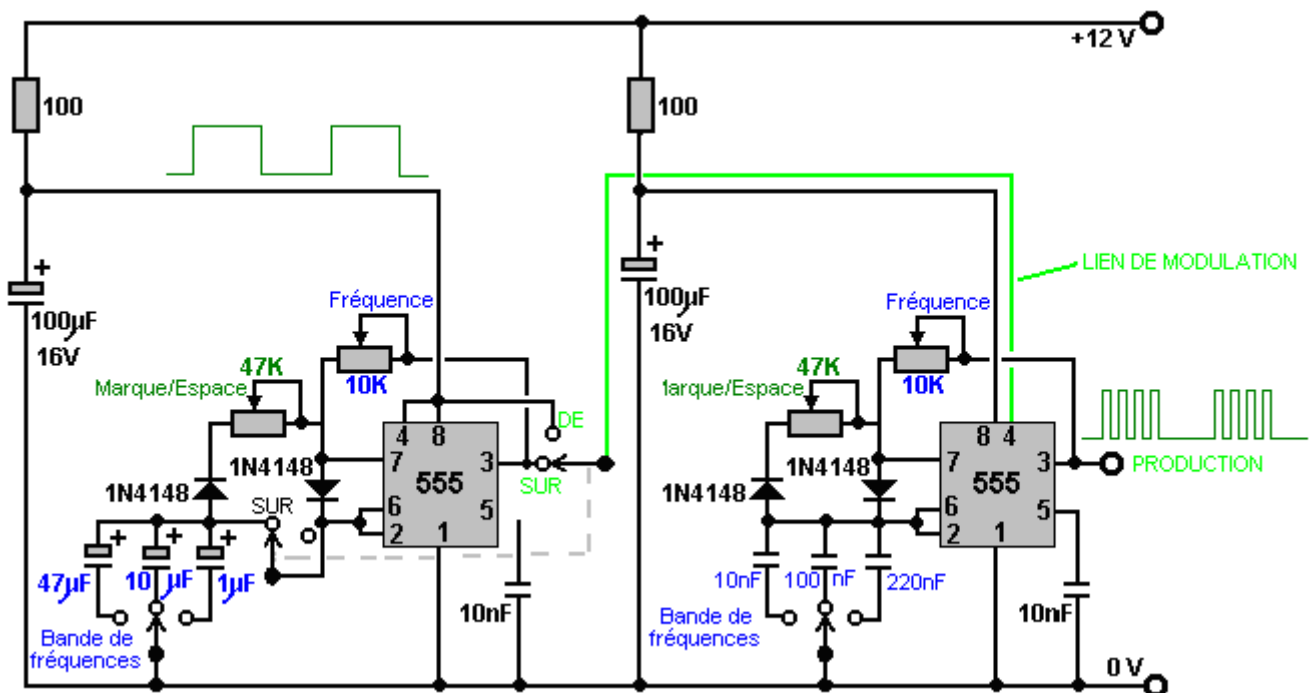 +12 V
100
100
LIEN DE MODULATION
100µF
16V
100µF
16V
Fréquence
Fréquence
47K
10K
47K
10K
Marque/Espace
Marque/Espace
DE
4
8
8 4
1N4148
7
3
555
SUR
1N4148
7
3
555
PRODUCTION
1N4148
SUR
6
5
2
1
1N4148
6
5
2
1
47µF
10 µF
1µF
10nF
10nF
100 nF
220nF
10nF
Bande de
fréquences
Bande de
fréquences
0 V